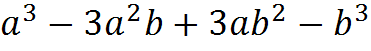 a³ − 3a²b + 3ab² − b³